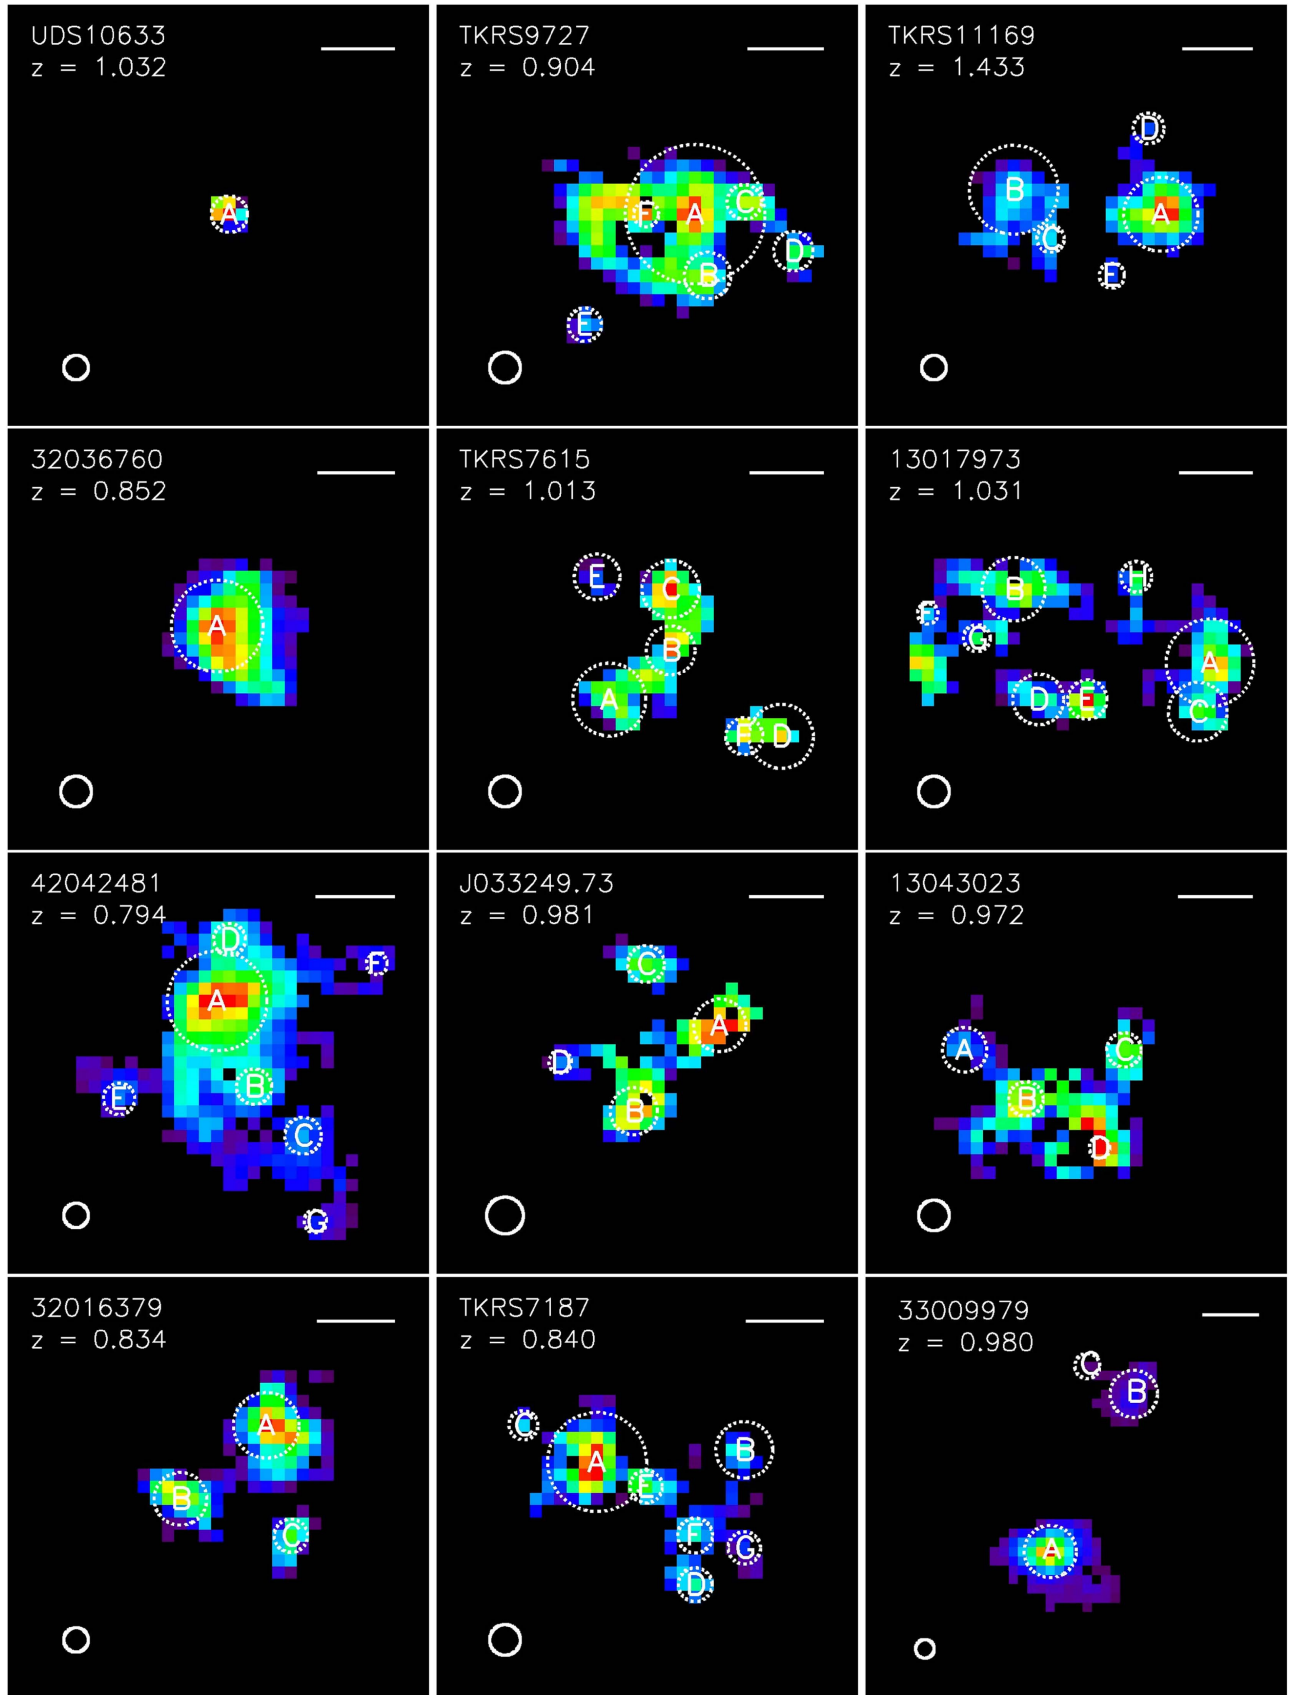 UDS10633
z = 1.032
A
TKRS9727
z = 0.904
F A C
D
B
E
TKRS11169
z = 1.433
D
B
A
C
E
32036760
z = 0.852
A
TKRS7615
z = 1.013
E
C
B
A
F D
13017973
z = 1.031
H
B
F
G
A
D E
C
42042481
z = 0.794
D
F
A
B
E
C
G
J033249.73
z = 0.981
C
A
D
B
13043023
z = 0.972
A C
B
D
32016379
z = 0.834
A
B
C
TKRS7187
z = 0.840
C
B
A
E
F
G
D
33009979
z = 0.980
C
B
A